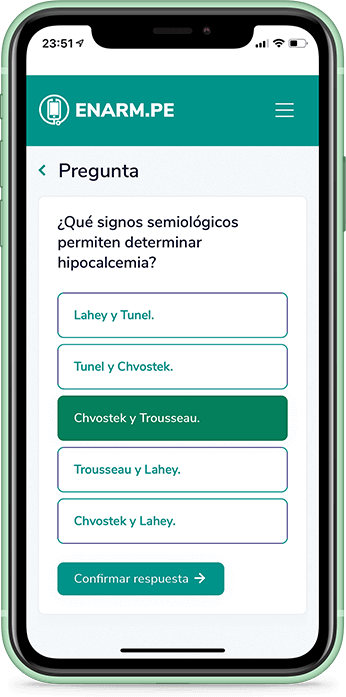 23:51
ENARM.PE
Pregunta
¿Qué signos semiológicos
permiten determinar
hipocalcemia?
Lahey y Tunel.
Tunel y Chvostek.
Chvostek y Trousseau.
Trousseau y Lahey.
Chvostek y Lahey.
Confirmar respuesta →